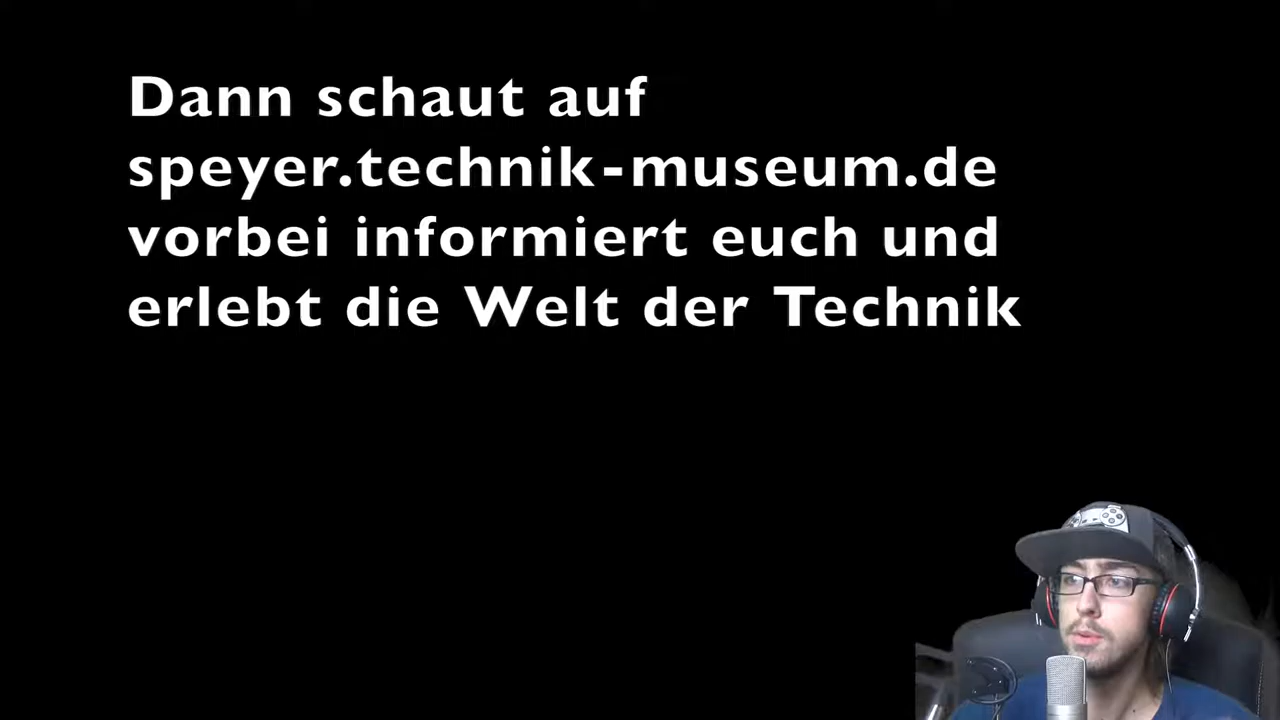 Dann schaut auf
speyer.technik-museum.de
vorbei informiert euch und
erlebt die Welt der Technik